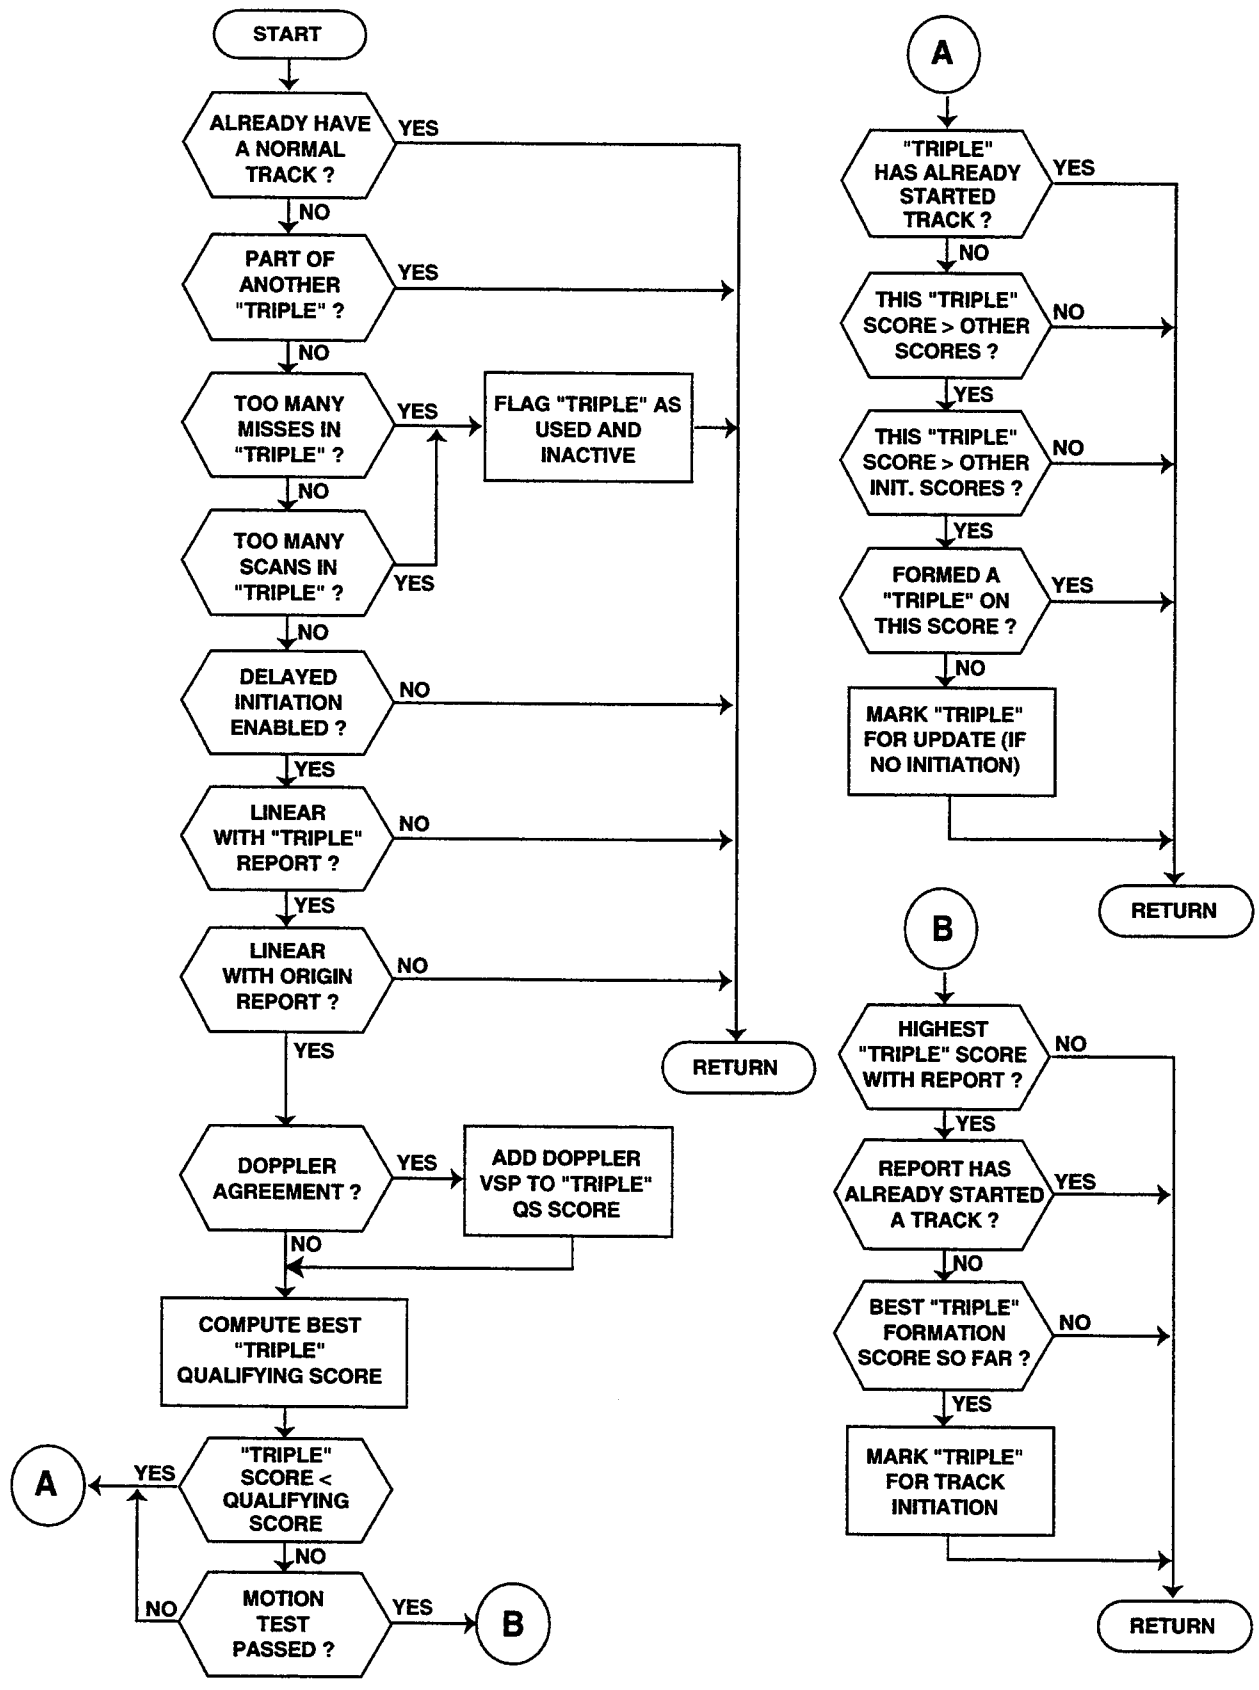 START
ALREADY HAVE
A NORMAL
TRACK ?
YES
NO
PART OF
ANOTHER
"TRIPLE" ?
YES
NO
TOO MANY
MISSES IN
"TRIPLE" ?
YES
FLAG "TRIPLE" AS
USED AND
INACTIVE
NO
TOO MANY
SCANS IN
"TRIPLE" ?
YES
NO
DELAYED
INITIATION
ENABLED ?
NO
YES
LINEAR
WITH "TRIPLE"
REPORT ?
NO
YES
LINEAR
WITH ORIGIN
REPORT ?
NO
YES
RETURN
DOPPLER
AGREEMENT ?
YES
ADD DOPPLER
VSP TO "TRIPLE"
QS SCORE
NO
COMPUTE BEST
"TRIPLE"
QUALIFYING SCORE
"TRIPLE"
SCORE <
QUALIFYING
SCORE
YES
A
NO
MOTION
TEST
PASSED ?
NO
YES
B
A
"TRIPLE"
HAS ALREADY
STARTED
TRACK ?
YES
NO
THIS "TRIPLE"
SCORE > OTHER
SCORES ?
NO
YES
THIS "TRIPLE"
SCORE > OTHER
INIT. SCORES ?
NO
YES
FORMED A
"TRIPLE" ON
THIS SCORE ?
YES
NO
MARK "TRIPLE"
FOR UPDATE (IF
NO INITIATION)
RETURN
B
HIGHEST
"TRIPLE" SCORE
WITH REPORT ?
NO
YES
REPORT HAS
ALREADY STARTED
A TRACK ?
YES
NO
BEST "TRIPLE"
FORMATION
SCORE SO FAR ?
NO
YES
MARK "TRIPLE"
FOR TRACK
INITIATION
RETURN